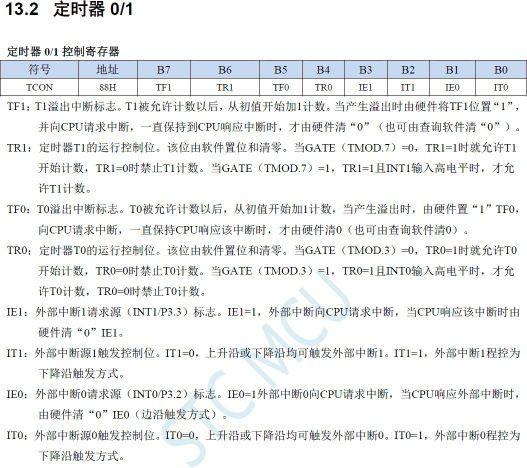 13.2 定时器 0/1
定时器 0/1 控制寄存器
符号 地址 B7 B6 B5 B4 B3 B2 B1 B0
TCON 88H TF1 TR1 TF0 TR0 IE1 IT1 IE0 IT0
TF1：T1溢出中断标志。T1被允许计数以后，从初值开始加1计数。当产生溢出时由硬件将TF1位置“1”，
并向CPU请求中断，一直保持到CPU响应中断时，才由硬件清“0”（也可由查询软件清“0”）。
TR1：定时器T1的运行控制位。该位由软件置位和清零。当GATE（TMOD.7）=0，TR1=1时就允许T1
开始计数，TR1=0时禁止T1计数。当GATE（TMOD.7）=1，TR1=1且INT1输入高电平时，才允
许T1计数。
TF0：T0溢出中断标志。T0被允许计数以后，从初值开始加1计数，当产生溢出时，由硬件置“1”TF0，
向CPU请求中断，一直保持CPU响应该中断时，才由硬件清0（也可由查询软件清0）。
TR0：定时器T0的运行控制位。该位由软件置位和清零。当GATE（TMOD.3）=0，TR0=1时就允许T0
开始计数，TR0=0时禁止T0计数。当GATE（TMOD.3）=1，TR0=1且INT0输入高电平时，才允
许T0计数，TR0=0时禁止T0计数。
IE1：外部中断1请求源（INT1/P3.3）标志。IE1=1，外部中断向CPU请求中断，当CPU响应该中断时由
硬件清“0”IE1。
IT1：外部中断源1触发控制位。IT1=0，上升沿或下降沿均可触发外部中断1。IT1=1，外部中断1程控为
下降沿触发方式。
IE0：外部中断0请求源（INT0/P3.2）标志。IE0=1外部中断0向CPU请求中断，当CPU响应外部中断时，
由硬件清“0”IE0（边沿触发方式）。
IT0：外部中断源0触发控制位。IT0=0，上升沿或下降沿均可触发外部中断0。IT0=1，外部中断0程控为
下降沿触发方式。
STC MCU